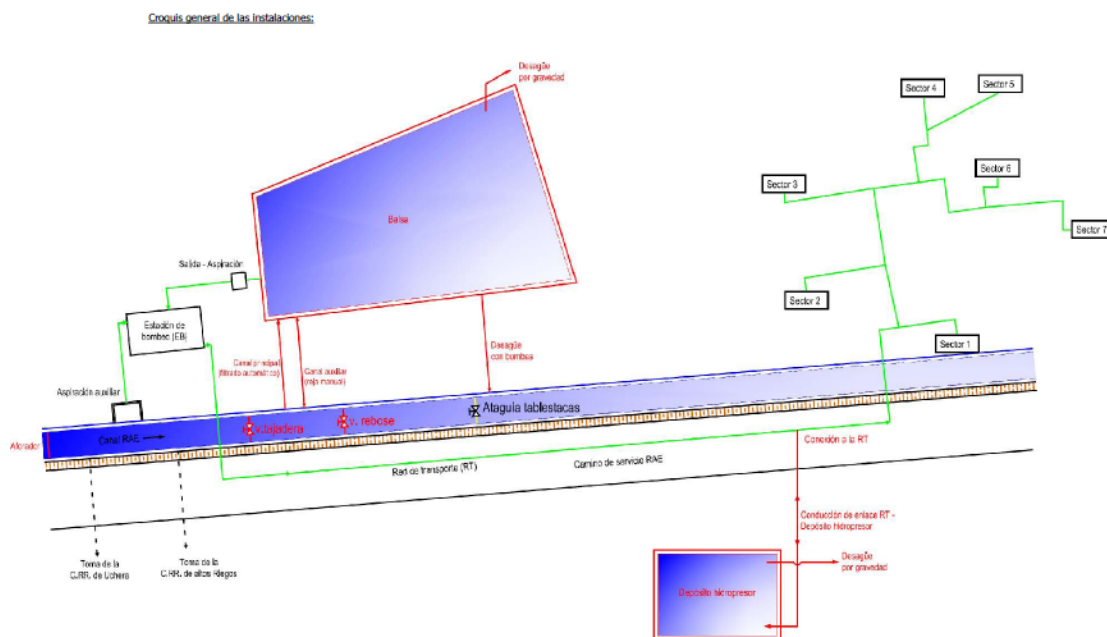 Croquis general de las instalaciones:
Desagüe
por gravedad
Sector 4
Sector 5
Sector 3
Sector 6
Balsa
Sector 7
Salida - Aspiración
Sector 2
Estación de
bombeo (EB)
Canal principal
(filtrado automático)
Canal auxiliar
(reja manual)
Desagüe
con bombas
Sector 1
Aspiración auxiliar
Ataguía tablestacas
v. rebose
v.tajadera
Canal RAE
Aforador
Conexión a la RT
Red de transporte (RT)
Camino de servicio RAE
Conducción de enlace RT -
Depósito hidropresor
Toma de la
C.RR. de Uchera
Toma de la
C.RR. de altos Riegos
Desagüe
por gravedad
Depósito hidropresor